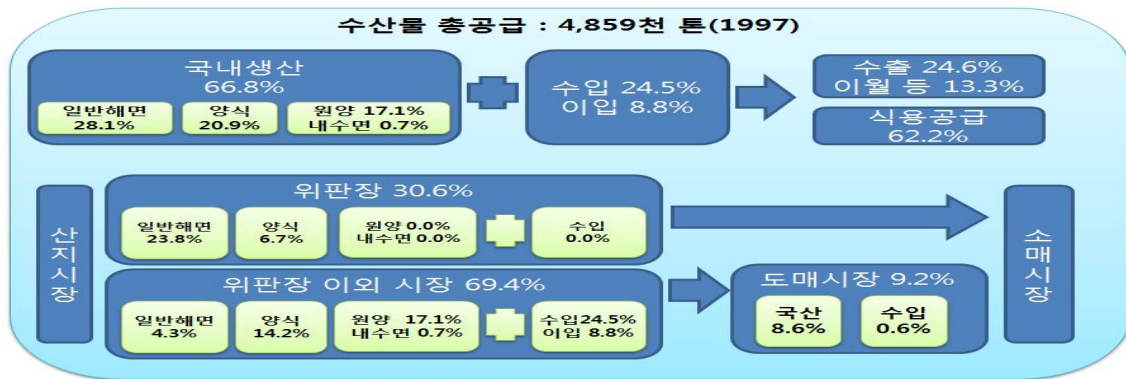 수산물 총공급 : 4,859천 톤(1997)
국내생산
66.8%
일반해면
28.1%
양식
20.9%
원양 17.1%
내수면 0.7%
수입 24.5%
이입 8.8%
수출 24.6%
이월 등 13.3%
식용공급
62.2%
산지시장
위판장 30.6%
일반해면
23.8%
양식
6.7%
원양 0.0%
내수면 0.0%
수입
0.0%
위판장 이외 시장 69.4%
일반해면
4.3%
양식
14.2%
원양 17.1%
내수면 0.7%
수입24.5%
이입 8.8%
도매시장 9.2%
국산
8.6%
수입
0.6%
소매시장